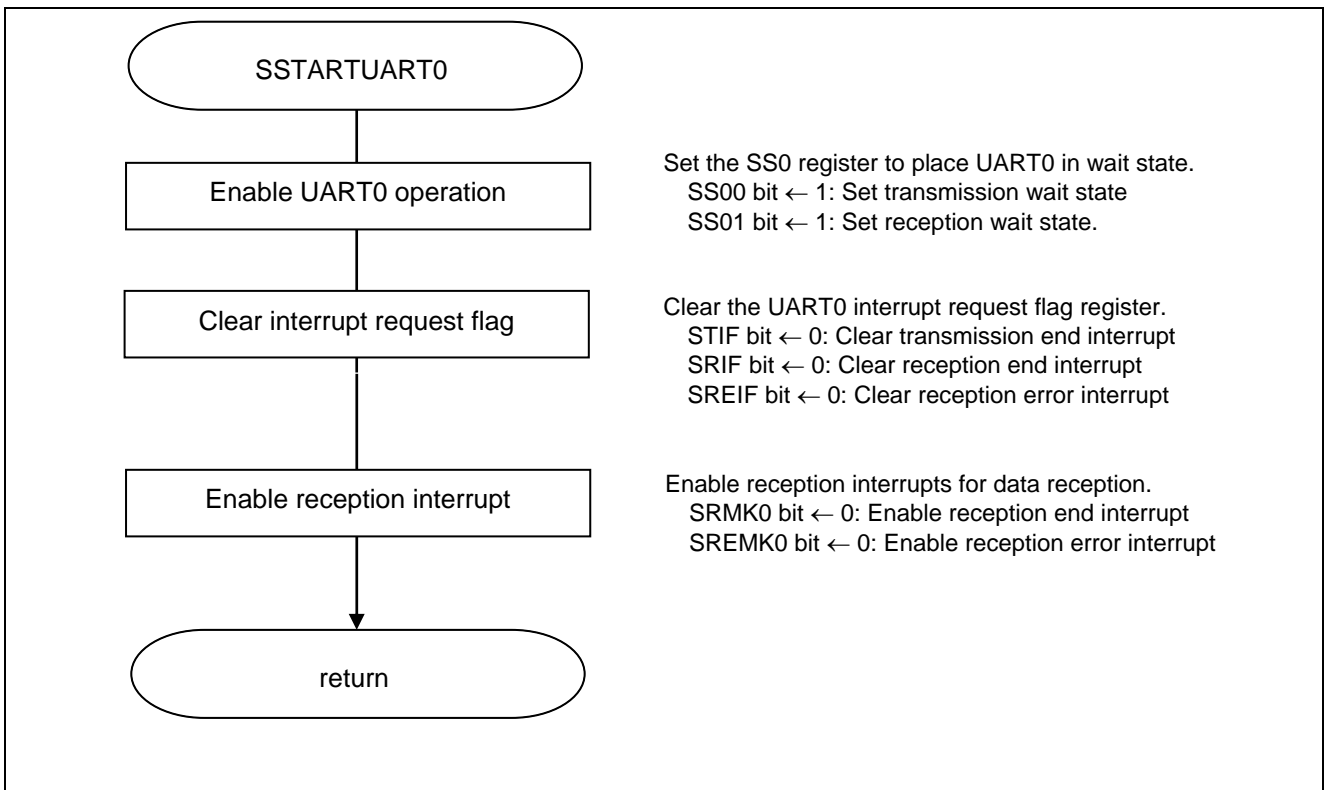 SSTARTUART0
Enable UART0 operation
Set the SS0 register to place UART0 in wait state.
SS00 bit ← 1: Set transmission wait state
SS01 bit ← 1: Set reception wait state.
Clear interrupt request flag
Clear the UART0 interrupt request flag register.
STIF bit ← 0: Clear transmission end interrupt
SRIF bit ← 0: Clear reception end interrupt
SREIF bit ← 0: Clear reception error interrupt
Enable reception interrupt
Enable reception interrupts for data reception.
SRMK0 bit ← 0: Enable reception end interrupt
SREMK0 bit ← 0: Enable reception error interrupt
return